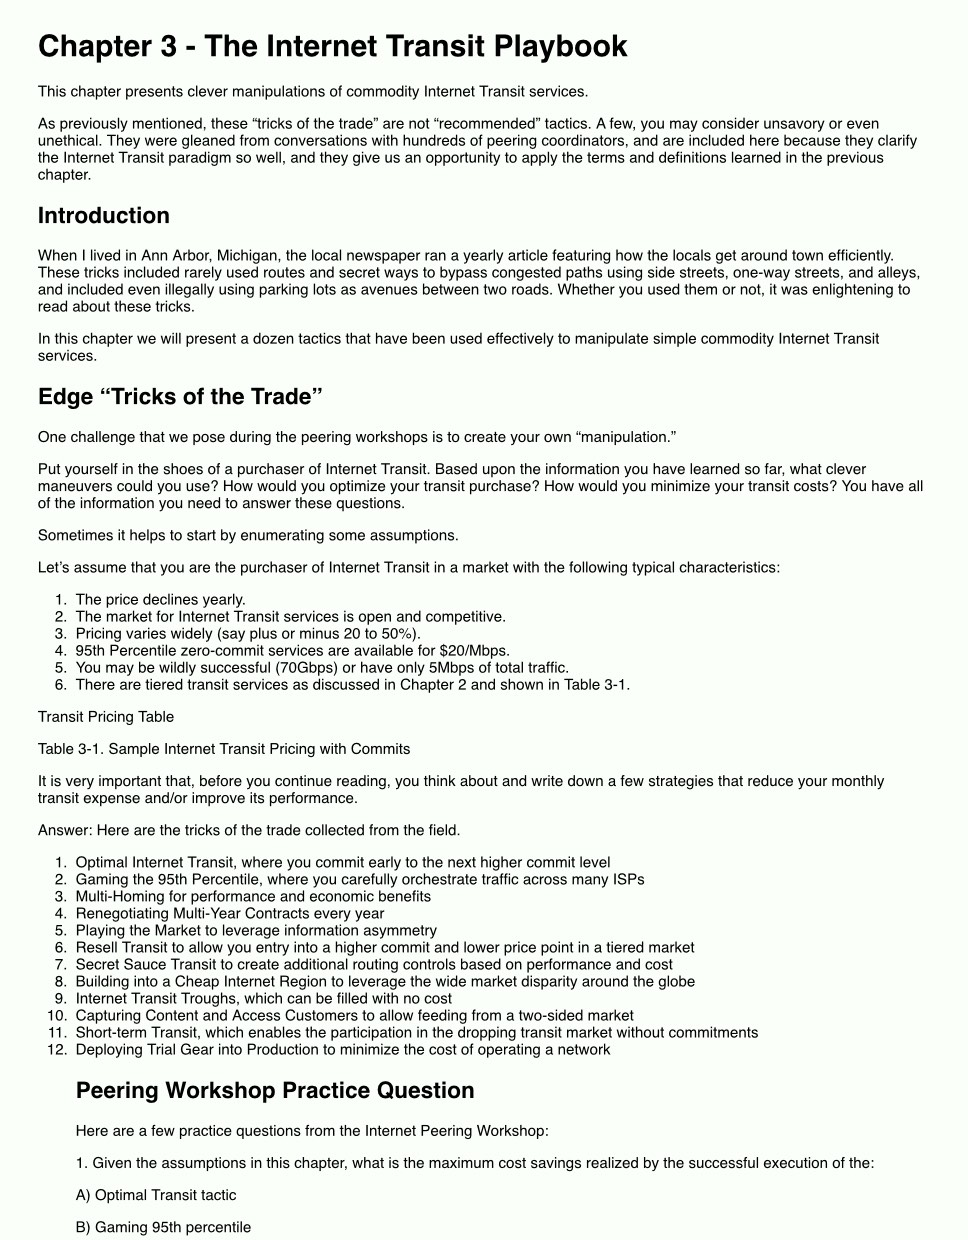 Chapter 3 - The Internet Transit Playbook
This chapter presents clever manipulations of commodity Internet Transit services.
As previously mentioned, these “tricks of the trade” are not “recommended” tactics. A few, you may consider unsavory or even
unethical. They were gleaned from conversations with hundreds of peering coordinators, and are included here because they clarify
the Internet Transit paradigm so well, and they give us an opportunity to apply the terms and definitions learned in the previous
chapter.
Introduction
When I lived in Ann Arbor, Michigan, the local newspaper ran a yearly article featuring how the locals get around town efficiently.
These tricks included rarely used routes and secret ways to bypass congested paths using side streets, one-way streets, and alleys,
and included even illegally using parking lots as avenues between two roads. Whether you used them or not, it was enlightening to
read about these tricks.
In this chapter we will present a dozen tactics that have been used effectively to manipulate simple commodity Internet Transit
services.
Edge “Tricks of the Trade”
One challenge that we pose during the peering workshops is to create your own “manipulation.”
Put yourself in the shoes of a purchaser of Internet Transit. Based upon the information you have learned so far, what clever
maneuvers could you use? How would you optimize your transit purchase? How would you minimize your transit costs? You have all
of the information you need to answer these questions.
Sometimes it helps to start by enumerating some assumptions.
Let’s assume that you are the purchaser of Internet Transit in a market with the following typical characteristics:
1. The price declines yearly.
2. The market for Internet Transit services is open and competitive.
3. Pricing varies widely (say plus or minus 20 to 50%).
4. 95th Percentile zero-commit services are available for $20/Mbps.
5. You may be wildly successful (70Gbps) or have only 5Mbps of total traffic.
6. There are tiered transit services as discussed in Chapter 2 and shown in Table 3-1.
Transit Pricing Table
Table 3-1. Sample Internet Transit Pricing with Commits
It is very important that, before you continue reading, you think about and write down a few strategies that reduce your monthly
transit expense and/or improve its performance.
Answer: Here are the tricks of the trade collected from the field.
1. Optimal Internet Transit, where you commit early to the next higher commit level
2. Gaming the 95th Percentile, where you carefully orchestrate traffic across many ISPs
3. Multi-Homing for performance and economic benefits
4. Renegotiating Multi-Year Contracts every year
5. Playing the Market to leverage information asymmetry
6. Resell Transit to allow you entry into a higher commit and lower price point in a tiered market
7. Secret Sauce Transit to create additional routing controls based on performance and cost
8. Building into a Cheap Internet Region to leverage the wide market disparity around the globe
9. Internet Transit Troughs, which can be filled with no cost
10. Capturing Content and Access Customers to allow feeding from a two-sided market
11. Short-term Transit, which enables the participation in the dropping transit market without commitments
12. Deploying Trial Gear into Production to minimize the cost of operating a network
Peering Workshop Practice Question
Here are a few practice questions from the Internet Peering Workshop:
1. Given the assumptions in this chapter, what is the maximum cost savings realized by the successful execution of the:
A) Optimal Transit tactic
B) Gaming 95th percentile